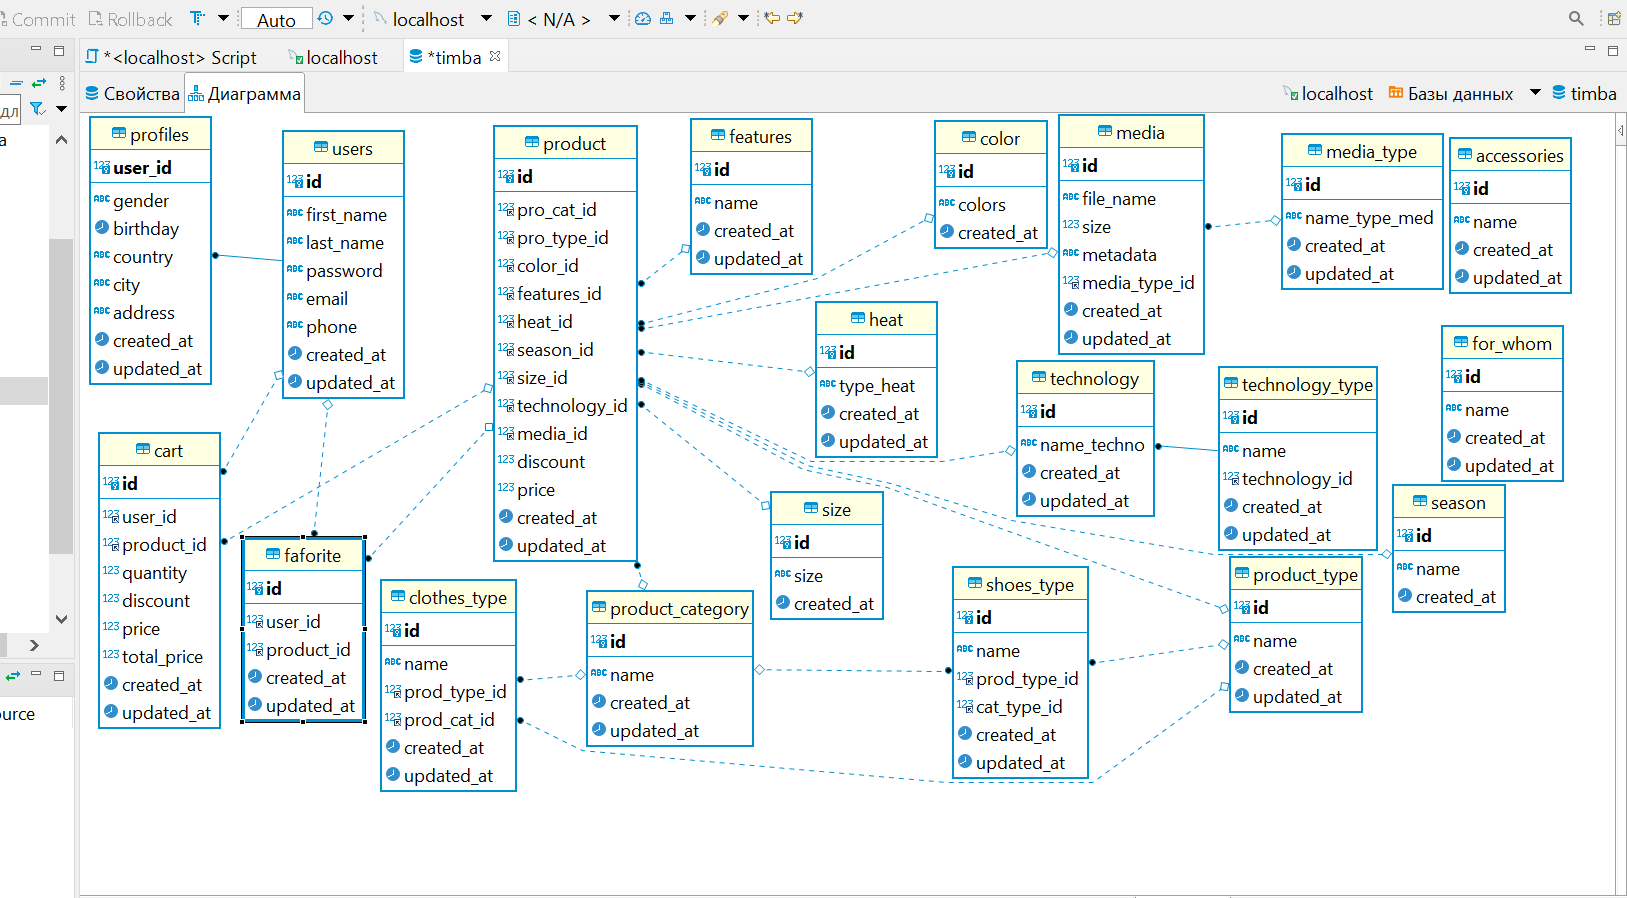 Commit
Rollback
Auto
localhost
< N/A >
*<localhost> Script
localhost
*timba
Свойства
Диаграмма
localhost
Базы данных
timba
profiles
user_id
gender
birthday
country
city
address
created_at
updated_at
users
id
first_name
last_name
password
email
phone
created_at
updated_at
product
id
pro_cat_id
pro_type_id
color_id
features_id
heat_id
season_id
size_id
technology_id
media_id
discount
price
created_at
updated_at
features
id
name
created_at
updated_at
color
id
colors
created_at
media
id
file_name
size
metadata
media_type_id
created_at
updated_at
media_type
id
name_type_med
created_at
updated_at
accessories
id
name
created_at
updated_at
heat
id
type_heat
created_at
updated_at
for_whom
id
name
created_at
updated_at
technology
id
name_techno
created_at
updated_at
technology_type
id
name
technology_id
created_at
updated_at
cart
id
user_id
product_id
quantity
discount
price
total_price
created_at
updated_at
size
id
size
created_at
season
id
name
created_at
faforite
id
user_id
product_id
created_at
updated_at
clothes_type
id
name
prod_type_id
prod_cat_id
created_at
updated_at
product_category
id
name
created_at
updated_at
shoes_type
id
name
prod_type_id
cat_type_id
created_at
updated_at
product_type
id
name
created_at
updated_at